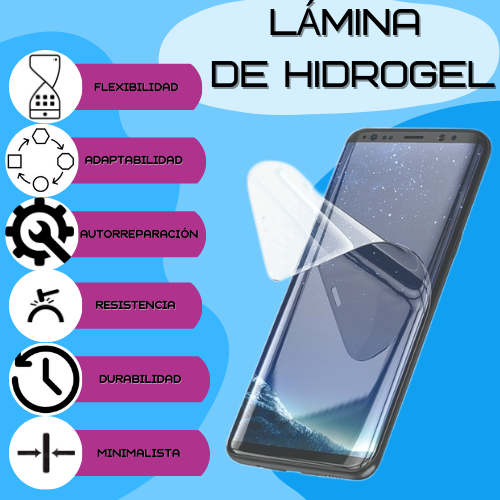 LÁMINA
DE HIDROGEL
FLEXIBILIDAD
ADAPTABILIDAD
AUTORREPARACIÓN
RESISTENCIA
DURABILIDAD
MINIMALISTA